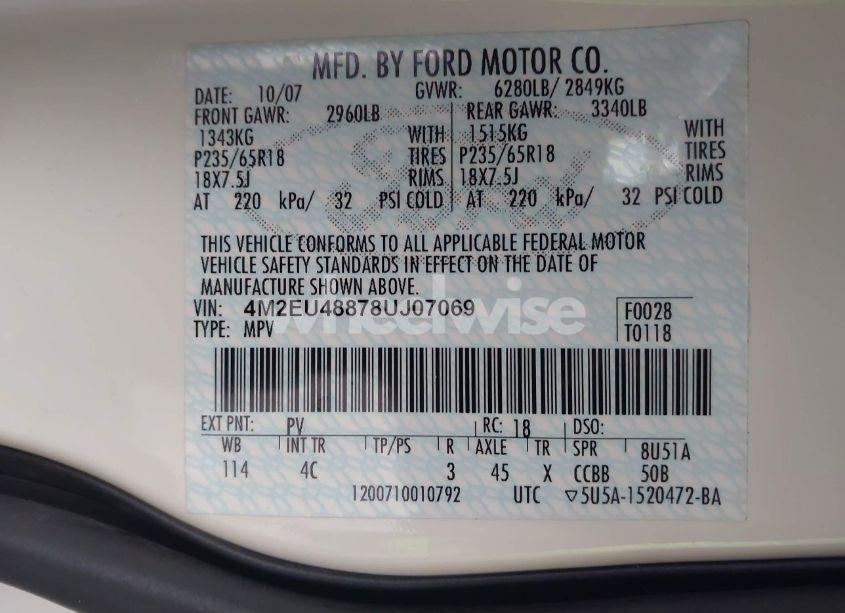 MFD. BY FORD MOTOR CO.
DATE: 10/07 GVWR: 6280LB/ 2849KG
FRONT GAWR: 2960LB REAR GAWR: 3340LB
1343KG WITH 1515KG WITH
P235/65R18 TIRES P235/65R18 TIRES
18X7.5J RIMS 18X7.5J RIMS
AT 220 kPa/ 32 PSI COLD AT 220 kPa/ 32 PSI COLD
THIS VEHICLE CONFORMS TO ALL APPLICABLE FEDERAL MOTOR
VEHICLE SAFETY STANDARDS IN EFFECT ON THE DATE OF
MANUFACTURE SHOWN ABOVE.
VIN: 4M2EU48878UJ07069 F0028
TYPE: MPV T0118
wheelwise
EXT PNT: PV RC: 18 DSO:
WB INT TR TP/PS R AXLE TR SPR 8U51A
114 4C 3 45 X CCBB 50B
1200710010792 UTC ▽5U5A-1520472-BA